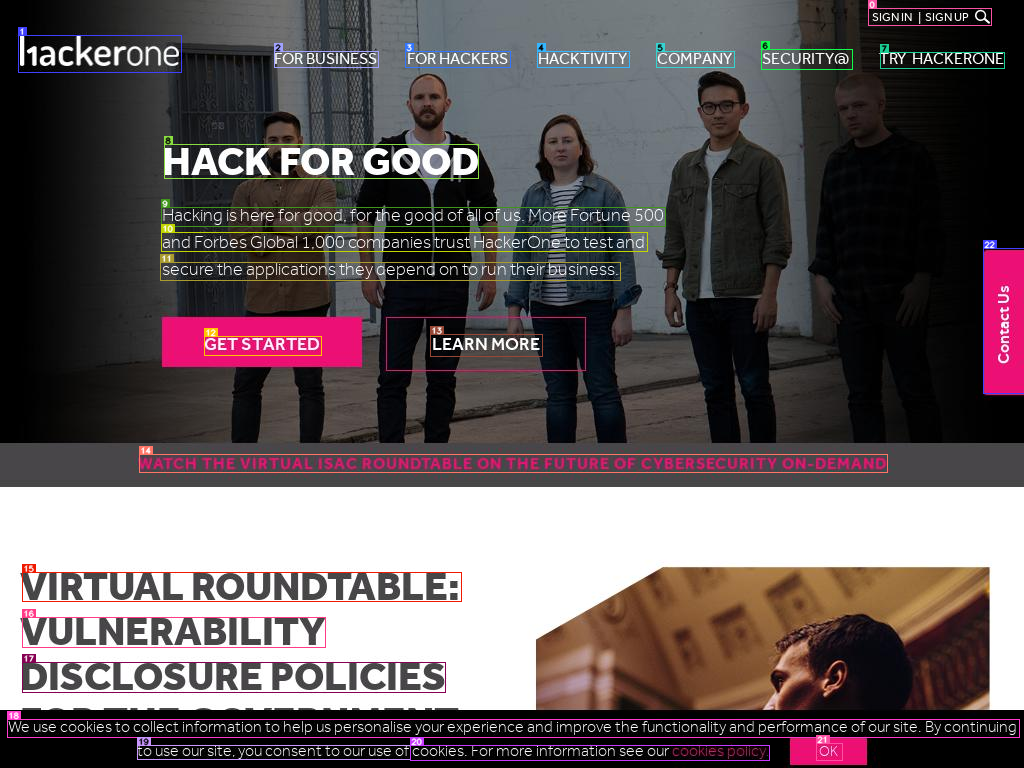 SIGN IN | SIGN UP
hackerone
FOR BUSINESS FOR HACKERS HACKTIVITY COMPANY SECURITY@ TRY HACKERONE
HACK FOR GOOD
Hacking is here for good, for the good of all of us. More Fortune 500
and Forbes Global 1,000 companies trust HackerOne to test and
secure the applications they depend on to run their business.
GET STARTED
LEARN MORE
Contact Us
WATCH THE VIRTUAL ISAC ROUNDTABLE ON THE FUTURE OF CYBERSECURITY ON-DEMAND
VIRTUAL ROUNDTABLE:
VULNERABILITY
DISCLOSURE POLICIES
FOR THE GOVERNMENT
We use cookies to collect information to help us personalise your experience and improve the functionality and performance of our site. By continuing
to use our site, you consent to our use of cookies. For more information see our cookies policy.
OK